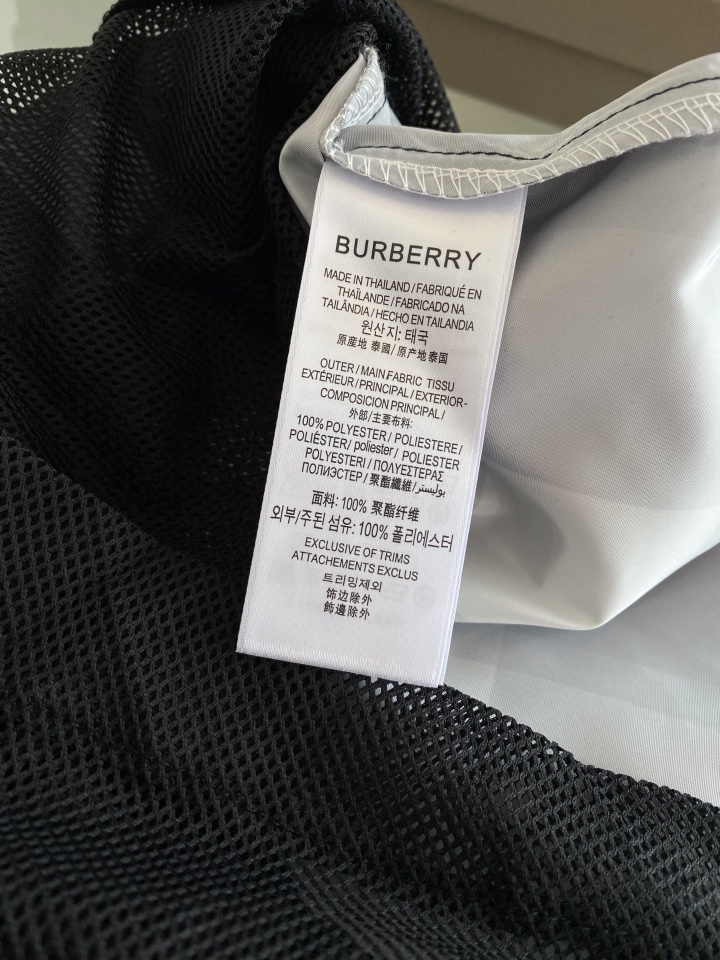 BURBERRY
MADE IN THAILAND / FABRIQUÉ EN
THAÏLANDE / FABRICADO NA
TAILÂNDIA / HECHO EN TAILANDIA
원산지: 태국
原産地 泰國 / 原产地 泰国
OUTER / MAIN FABRIC TISSU
EXTÉRIEUR / PRINCIPAL / EXTERIOR-
COMPOSICION PRINCIPAL /
外部/主要布料:
100% POLYESTER / POLIESTERE /
POLIÉSTER/ poliester / POLIESTER
POLYESTERI / ΠΟΛΥΕΣΤΕΡΑΣ
ПОЛИЭСТЕР / 聚酯纖維/بوليستر
面料: 100% 聚酯纤维
외부/주된 섬유: 100% 폴리에스터
EXCLUSIVE OF TRIMS
ATTACHEMENTS EXCLUS
트리밍제외
饰边除外
飾邊除外